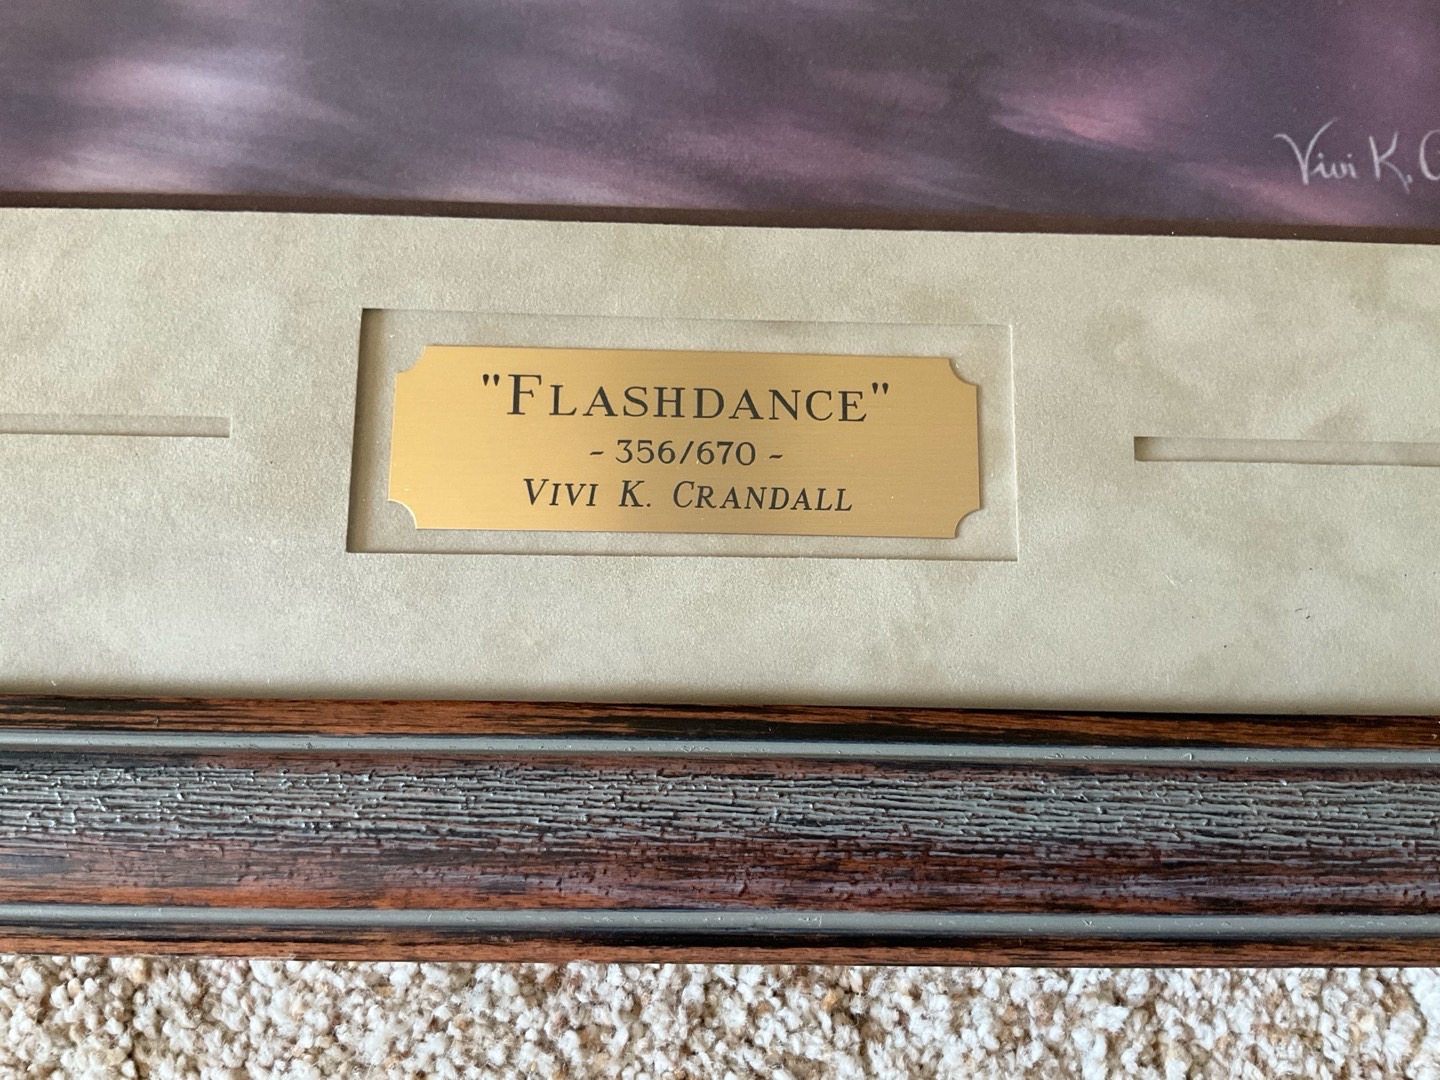 Vivi K. C
"FLASHDANCE"
~ 356/670 ~
VIVI K. CRANDALL